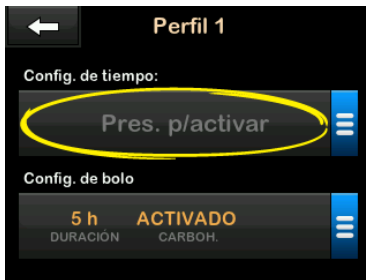 Perfil 1
Config. de tiempo:
Pres. p/activar
Config. de bolo
5 h ACTIVADO
DURACIÓN CARBOH.